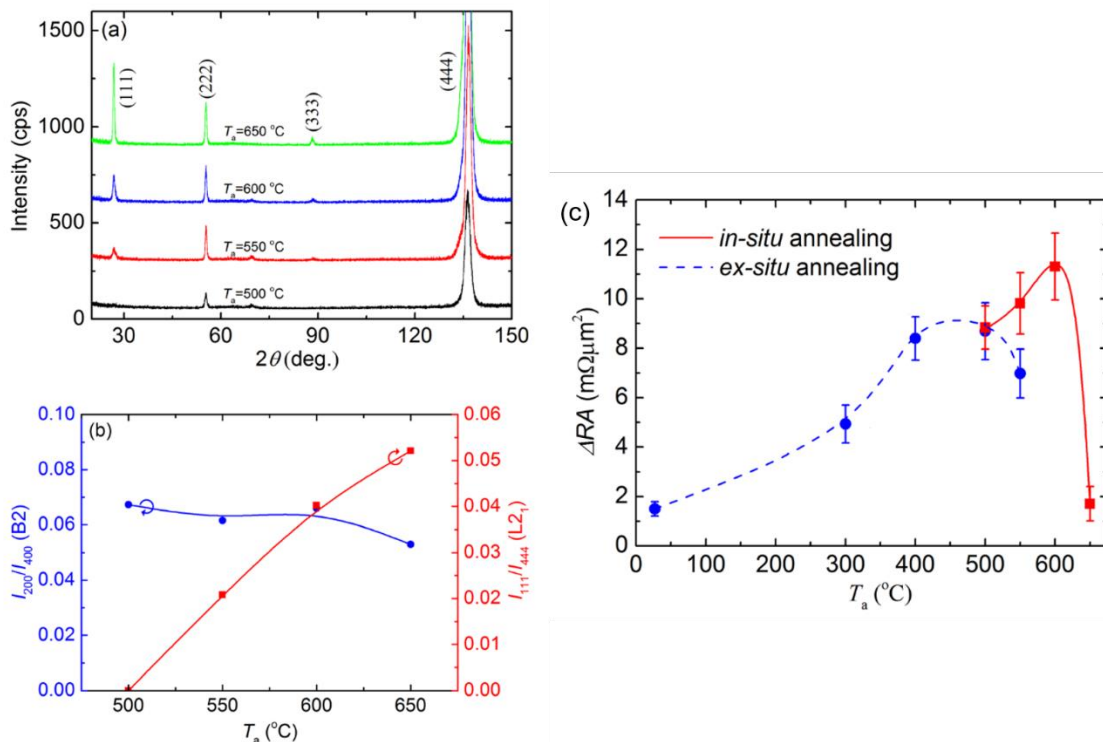 (a)
1500
1000
500
0
Intensity (cps)
(111)
(222)
(333)
(444)
Tₐ=650 °C
Tₐ=600 °C
Tₐ=550 °C
Tₐ=500 °C
30 60 90 120 150
2θ (deg.)
(b)
0.10
0.08
0.06
0.04
0.02
0.00
I₂₀₀/I₄₀₀ (B2)
0.06
0.05
0.04
0.03
0.02
0.01
0.00
I₁₁₁/I₄₄₄ (L2₁)
500 550 600 650
Tₐ (°C)
(c)
14
12
10
8
6
4
2
0
ΔRA (mΩμm²)
in-situ annealing
ex-situ annealing
0 100 200 300 400 500 600
Tₐ (°C)